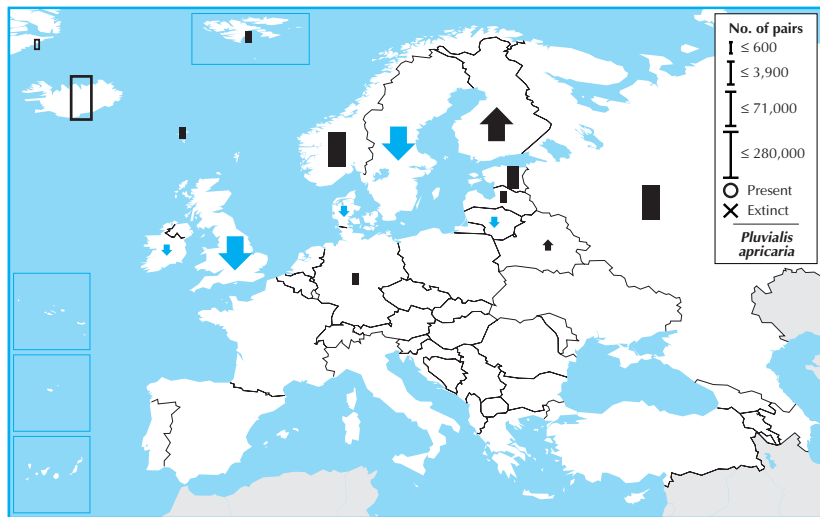 No. of pairs
≤ 600
≤ 3,900
≤ 71,000
≤ 280,000
Present
Extinct
Pluvialis
apricaria